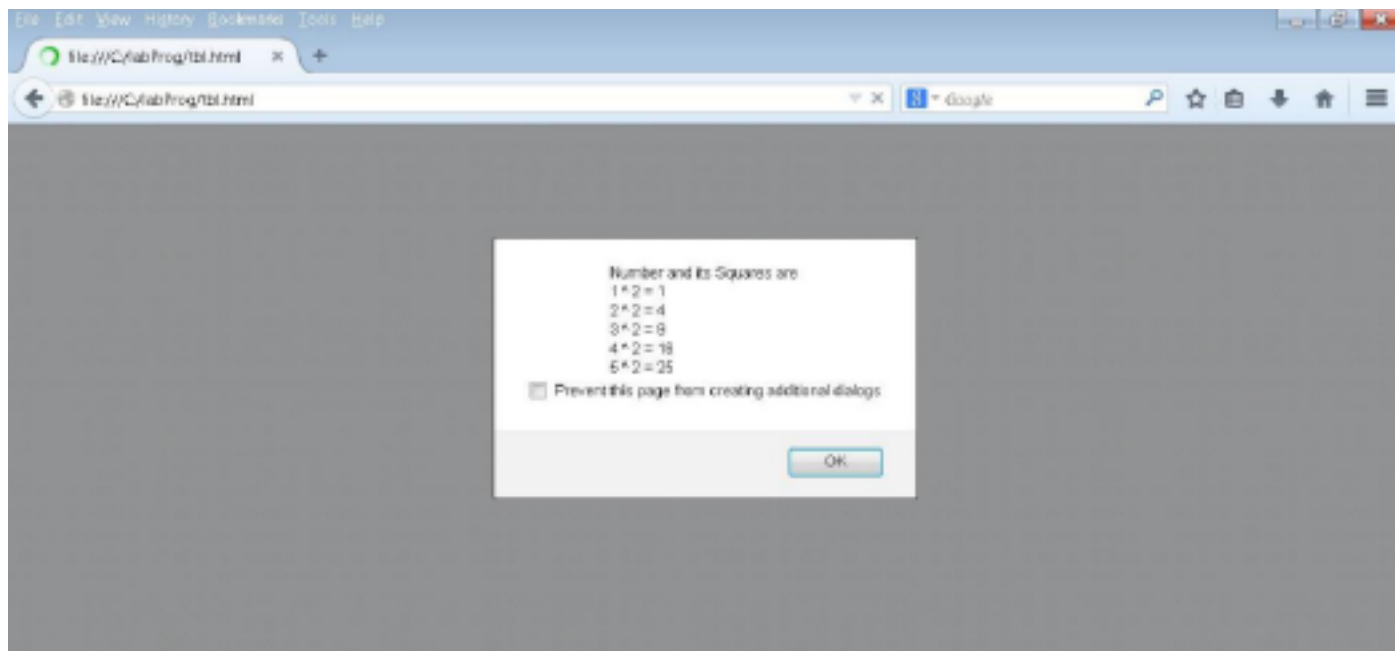 File Edit View History Bookmarks Tools Help
file:///C:/labProg/tbl.html
file:///C:/labProg/tbl.html
Google
Number and its Squares are
1 ^ 2 = 1
2 ^ 2 = 4
3 ^ 2 = 9
4 ^ 2 = 16
5 ^ 2 = 25
Prevent this page from creating additional dialogs
OK